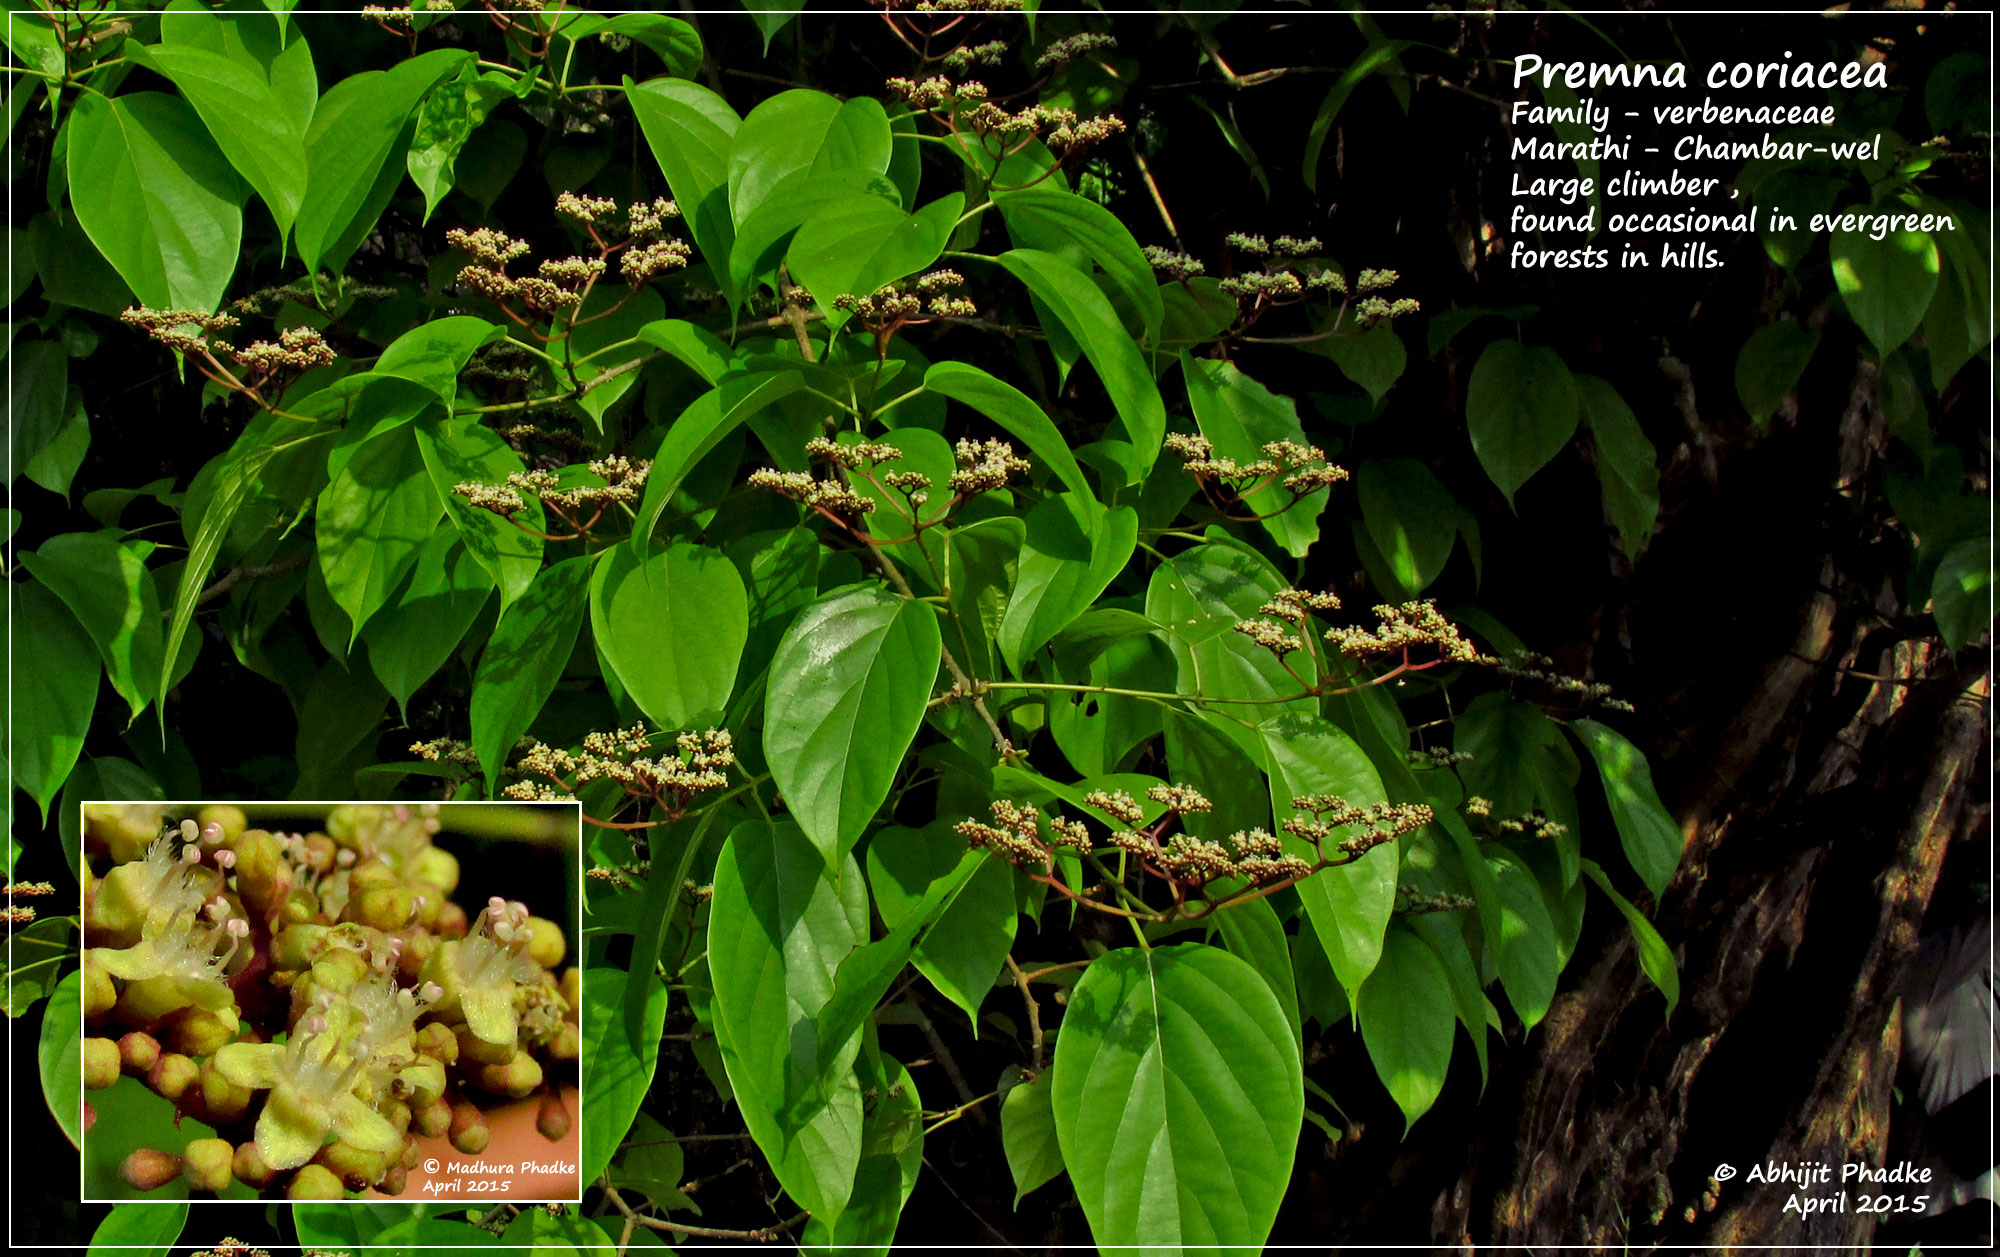 Premna coriacea
Family - verbenaceae
Marathi - Chambar-wel
Large climber ,
found occasional in evergreen
forests in hills.
© Madhura Phadke
April 2015
© Abhijit Phadke
April 2015